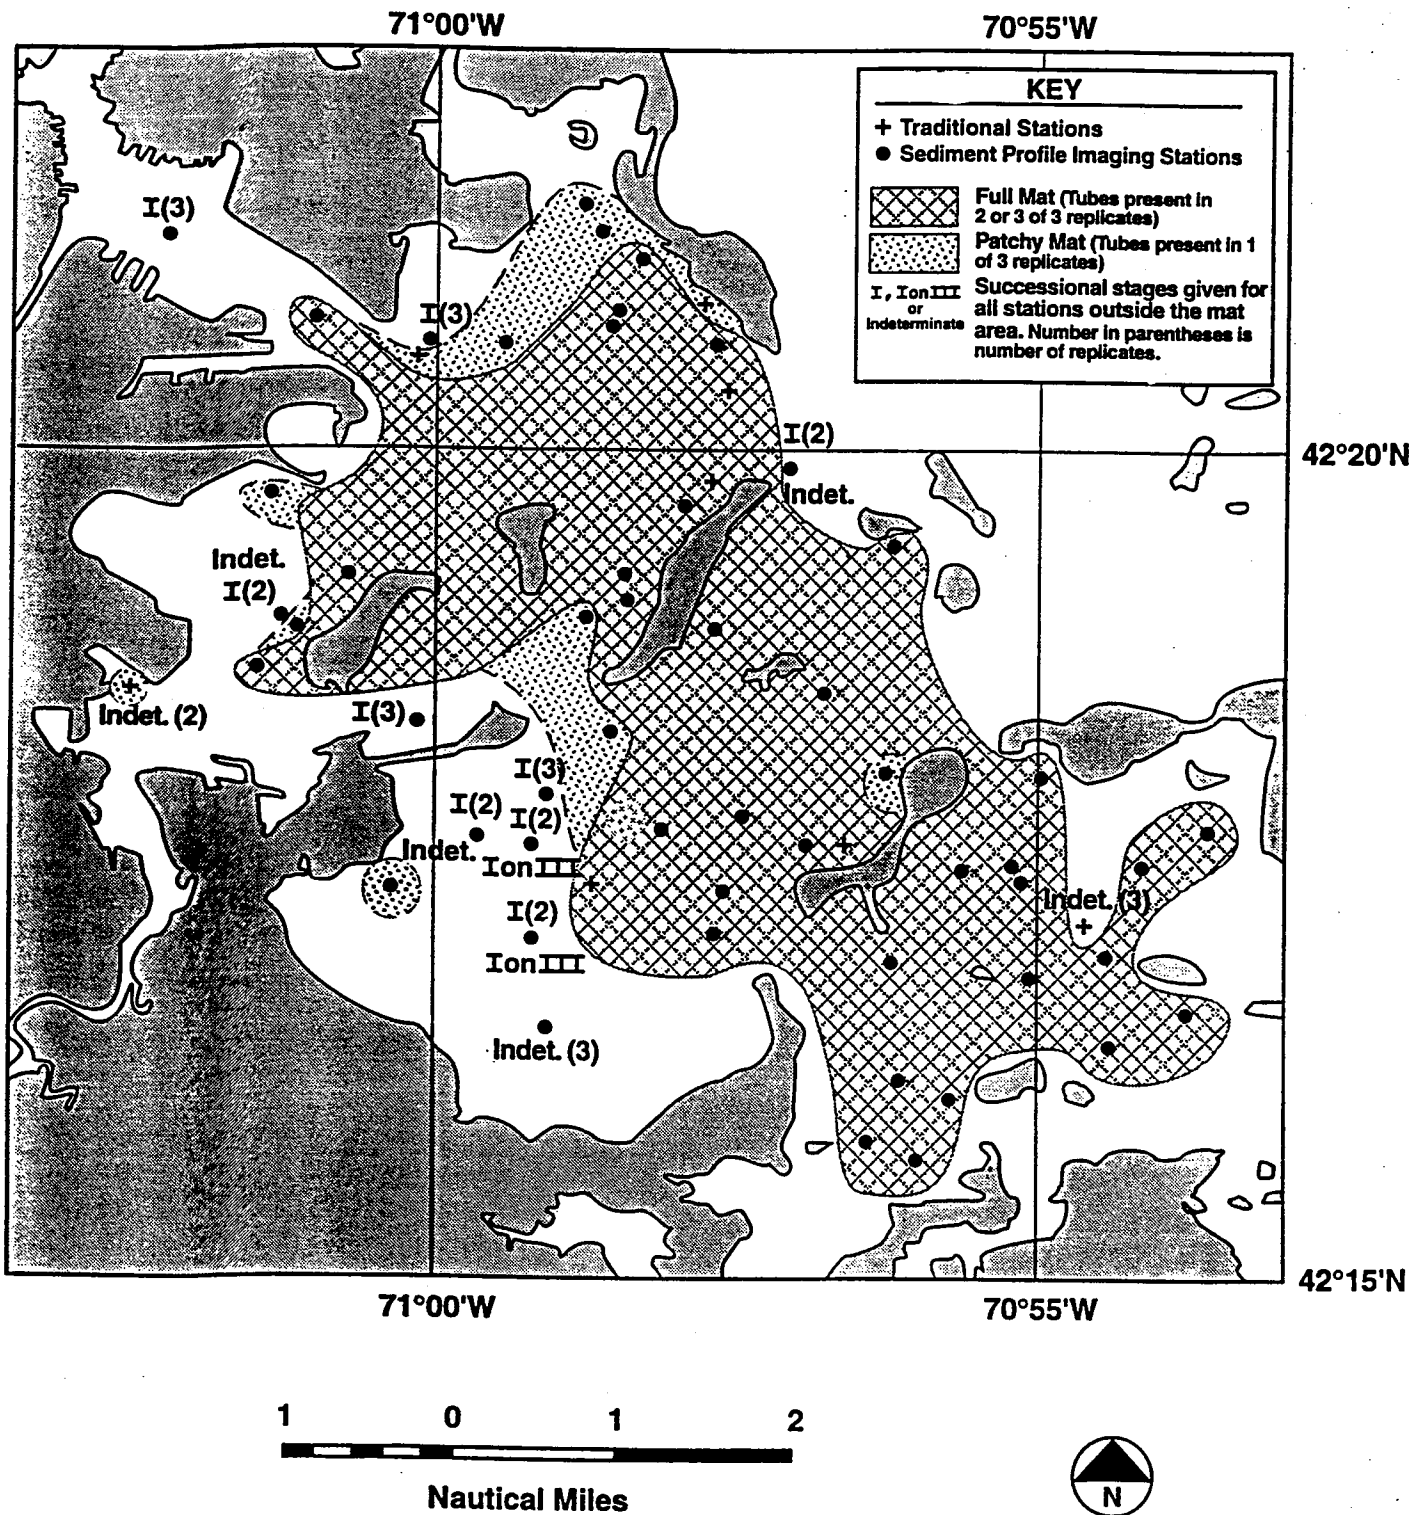 71°00'W 70°55'W
KEY
+ Traditional Stations
● Sediment Profile Imaging Stations
Full Mat (Tubes present in
2 or 3 of 3 replicates)
Patchy Mat (Tubes present in 1
of 3 replicates)
I, IonIII
or
Indeterminate
Successional stages given for
all stations outside the mat
area. Number in parentheses is
number of replicates.
I(3)
I(3)
I(2)
42°20'N
Indet.
Indet.
I(2)
Indet. (2)
I(3)
I(3)
I(2)
I(2)
Indet.
IonIII
Indet. (3)
I(2)
IonIII
Indet. (3)
42°15'N
71°00'W 70°55'W
1 0 1 2
Nautical Miles
N